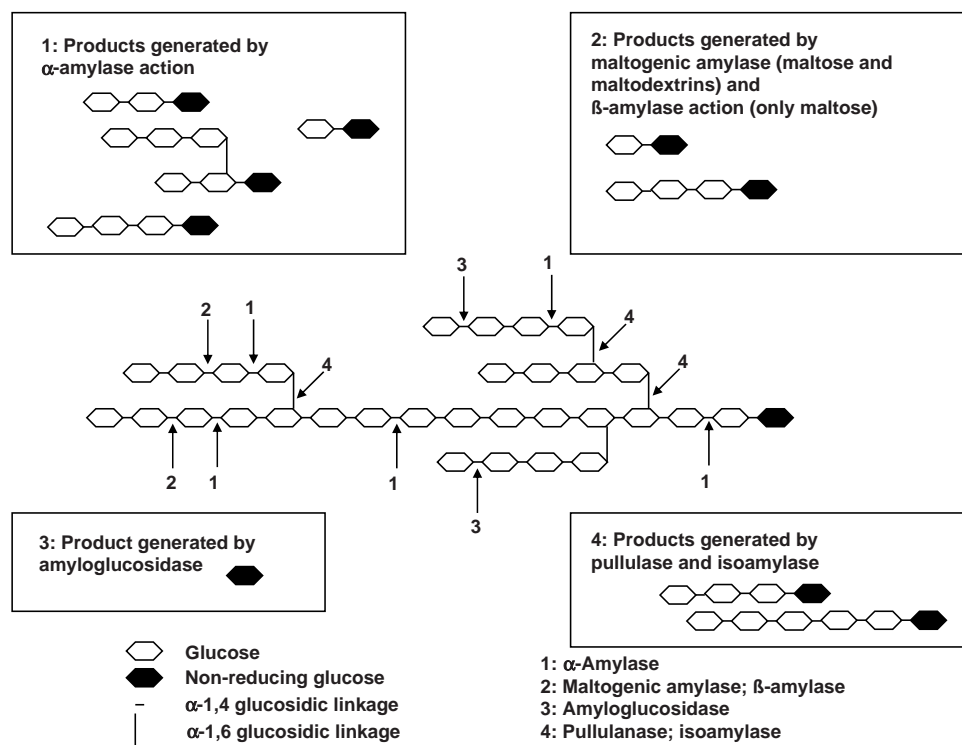 1: Products generated by
α-amylase action
2: Products generated by
maltogenic amylase (maltose and
maltodextrins) and
ß-amylase action (only maltose)
3
1
2
1
4
4
4
2
1
1
1
3
3: Product generated by
amyloglucosidase
4: Products generated by
pullulase and isoamylase
Glucose
Non-reducing glucose
α-1,4 glucosidic linkage
α-1,6 glucosidic linkage
1: α-Amylase
2: Maltogenic amylase; ß-amylase
3: Amyloglucosidase
4: Pullulanase; isoamylase